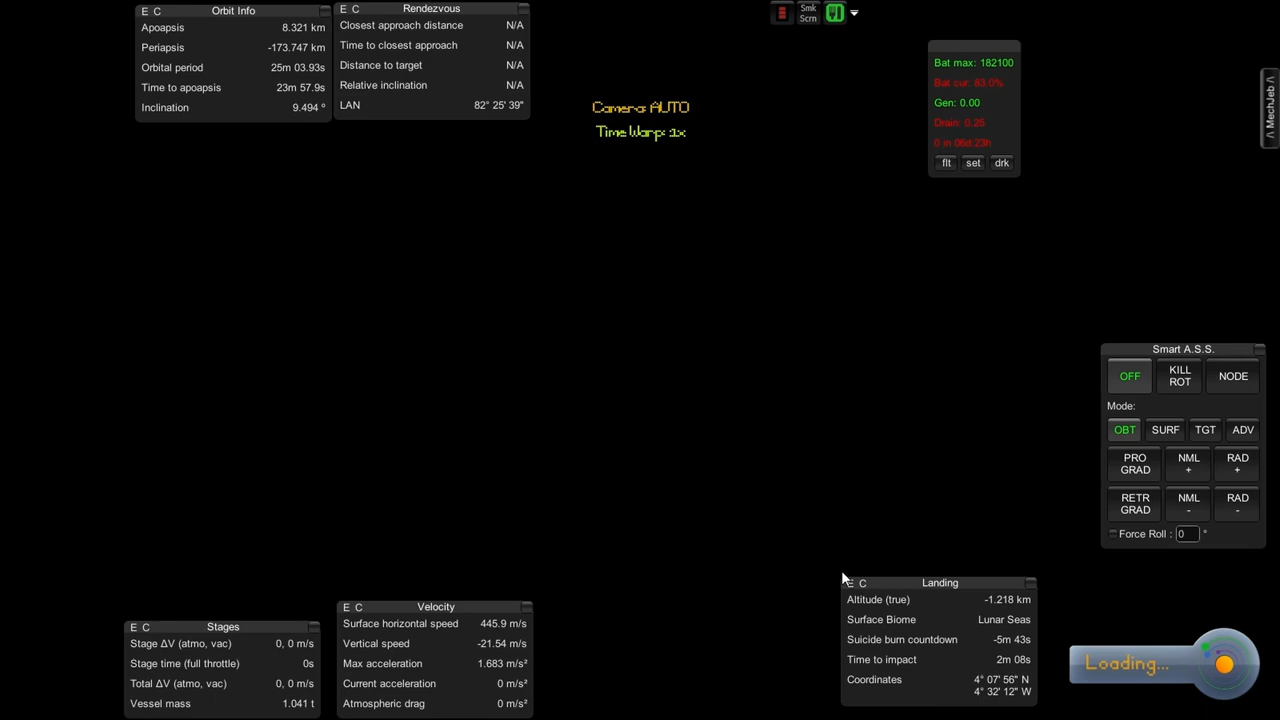 E C Orbit Info
Apoapsis 8.321 km
Periapsis -173.747 km
Orbital period 25m 03.93s
Time to apoapsis 23m 57.9s
Inclination 9.494 º
E C Rendezvous
Closest approach distance N/A
Time to closest approach N/A
Distance to target N/A
Relative inclination N/A
LAN 82° 25' 39"
Smk
Scrn
Camera: AUTO
Time Warp: 1x
Bat max: 182100
Bat cur: 83.0%
Gen: 0.00
Drain: 0.25
0 in 06d:23h
flt set drk
/\ MechJeb /\
Smart A.S.S.
OFF KILL ROT NODE
Mode:
OBT SURF TGT ADV
PRO GRAD NML + RAD +
RETR GRAD NML - RAD -
Force Roll : 0 °
E C Landing
Altitude (true) -1.218 km
Surface Biome Lunar Seas
Suicide burn countdown -5m 43s
Time to impact 2m 08s
Coordinates 4° 07' 56" N
4° 32' 12" W
E C Stages
Stage ΔV (atmo, vac) 0, 0 m/s
Stage time (full throttle) 0s
Total ΔV (atmo, vac) 0, 0 m/s
Vessel mass 1.041 t
E C Velocity
Surface horizontal speed 445.9 m/s
Vertical speed -21.54 m/s
Max acceleration 1.683 m/s²
Current acceleration 0 m/s²
Atmospheric drag 0 m/s²
Loading...